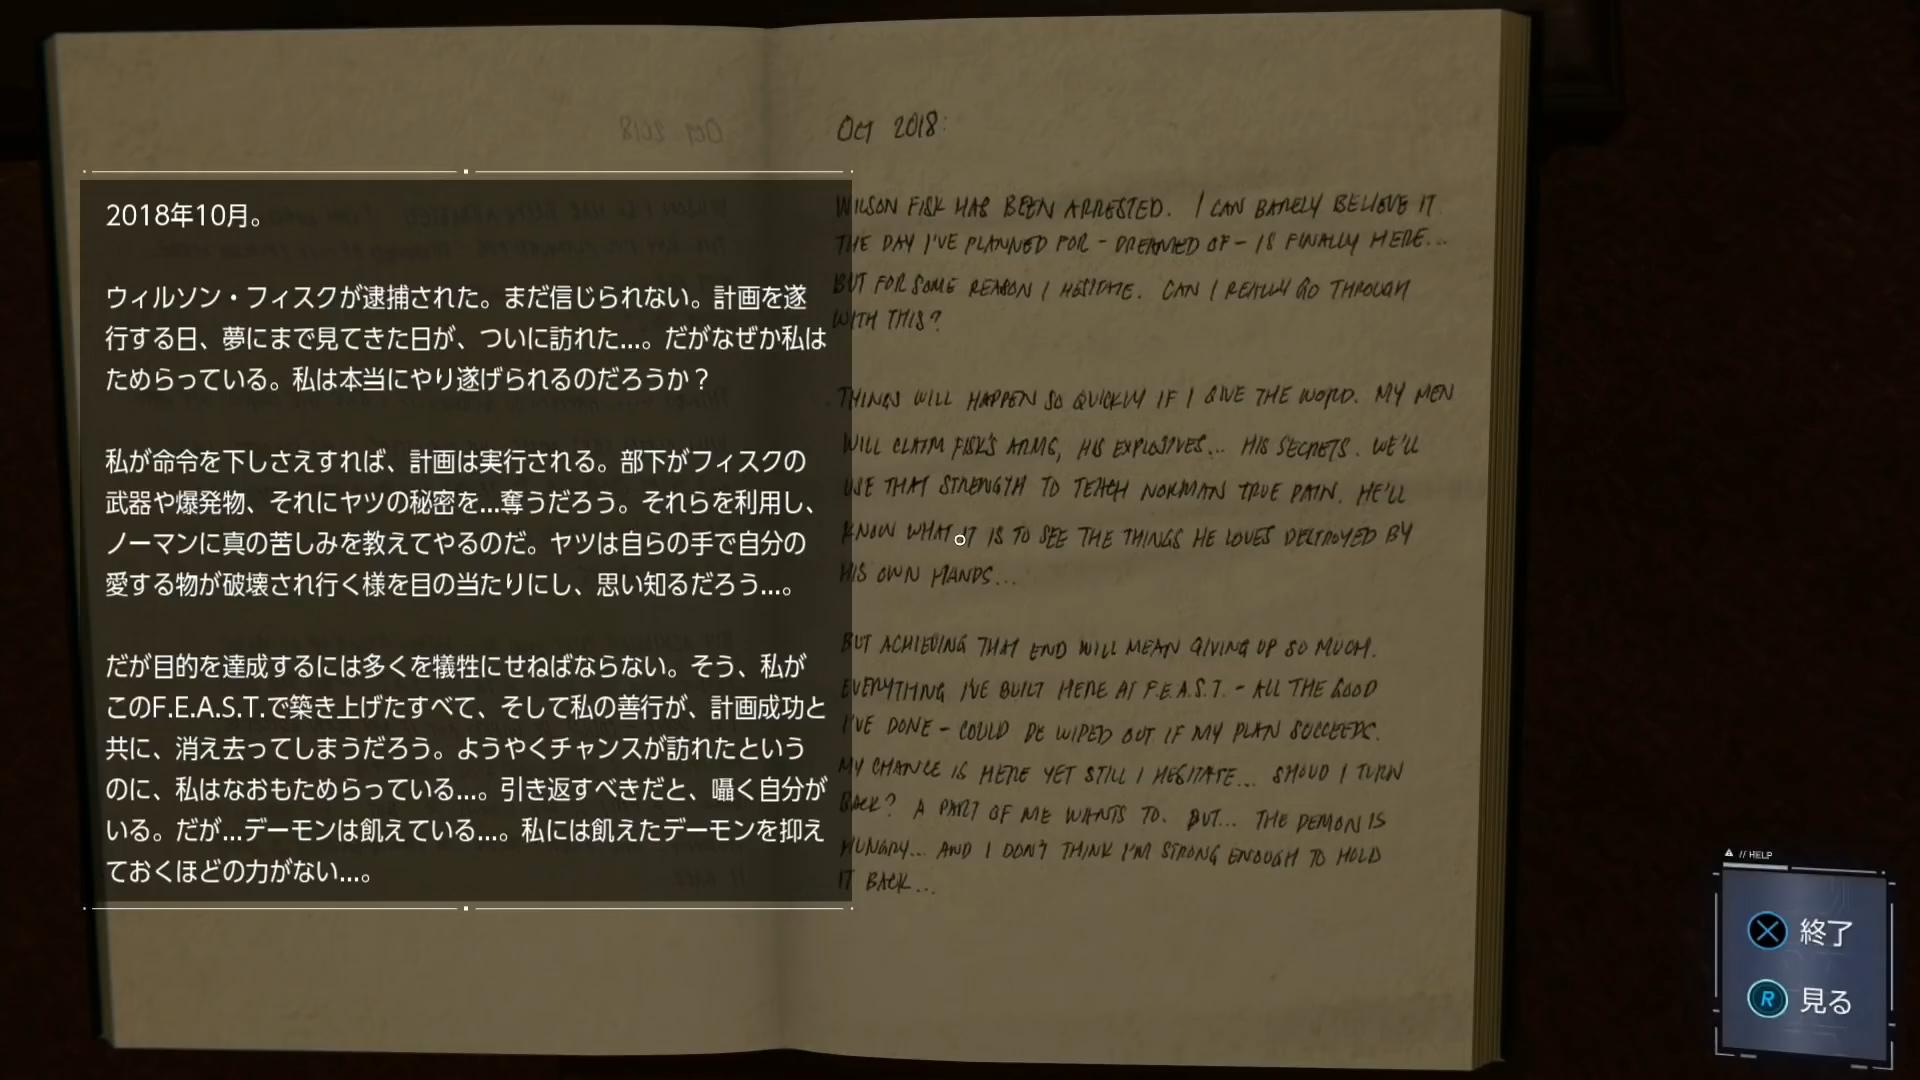 2018年10月。
ウィルソン・フィスクが逮捕された。まだ信じられない。計画を遂
行する日、夢にまで見てきた日が、ついに訪れた...。だがなぜか私は
ためらっている。私は本当にやり遂げられるのだろうか？
私が命令を下しさえすれば、計画は実行される。部下がフィスクの
武器や爆発物、それにヤツの秘密を...奪うだろう。それらを利用し、
ノーマンに真の苦しみを教えてやるのだ。ヤツは自らの手で自分の
愛する物が破壊され行く様を目の当たりにし、思い知るだろう...。
だが目的を達成するには多くを犠牲にせねばならない。そう、私が
このF.E.A.S.T.で築き上げたすべて、そして私の善行が、計画成功と
共に、消え去ってしまうだろう。ようやくチャンスが訪れたという
のに、私はなおもためらっている...。引き返すべきだと、囁く自分が
いる。だが...デーモンは飢えている...。私には飢えたデーモンを抑え
ておくほどの力がない...。
OCT 2018:
WILSON FISK HAS BEEN ARRESTED. I CAN BARELY BELIEVE IT.
THE DAY I'VE PLANNED FOR - DREAMED OF - IS FINALLY HERE...
BUT FOR SOME REASON I HESITATE. CAN I REALLY GO THROUGH
WITH THIS?
THINGS WILL HAPPEN SO QUICKLY IF I GIVE THE WORD. MY MEN
WILL CLAIM FISK'S ARMS, HIS EXPLOSIVES... HIS SECRETS. WE'LL
USE THAT STRENGTH TO TEACH NORMAN TRUE PAIN. HE'LL
KNOW WHAT IT IS TO SEE THE THINGS HE LOVES DESTROYED BY
HIS OWN HANDS...
BUT ACHIEVING THAT END WILL MEAN GIVING UP SO MUCH.
EVERYTHING I'VE BUILT HERE AT F.E.A.S.T. - ALL THE GOOD
I'VE DONE - COULD BE WIPED OUT IF MY PLAN SUCCEEDS.
MY CHANCE IS HERE YET STILL I HESITATE... SHOUD I TURN
BACK? A PART OF ME WANTS TO. BUT... THE DEMON IS
HUNGRY... AND I DON'T THINK I'M STRONG ENOUGH TO HOLD
IT BACK...
// HELP
終了
R 見る